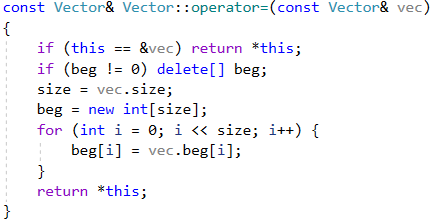 const Vector& Vector::operator=(const Vector& vec)
{
    if (this == &vec) return *this;
    if (beg != 0) delete[] beg;
    size = vec.size;
    beg = new int[size];
    for (int i = 0; i << size; i++) {
        beg[i] = vec.beg[i];
    }
    return *this;
}